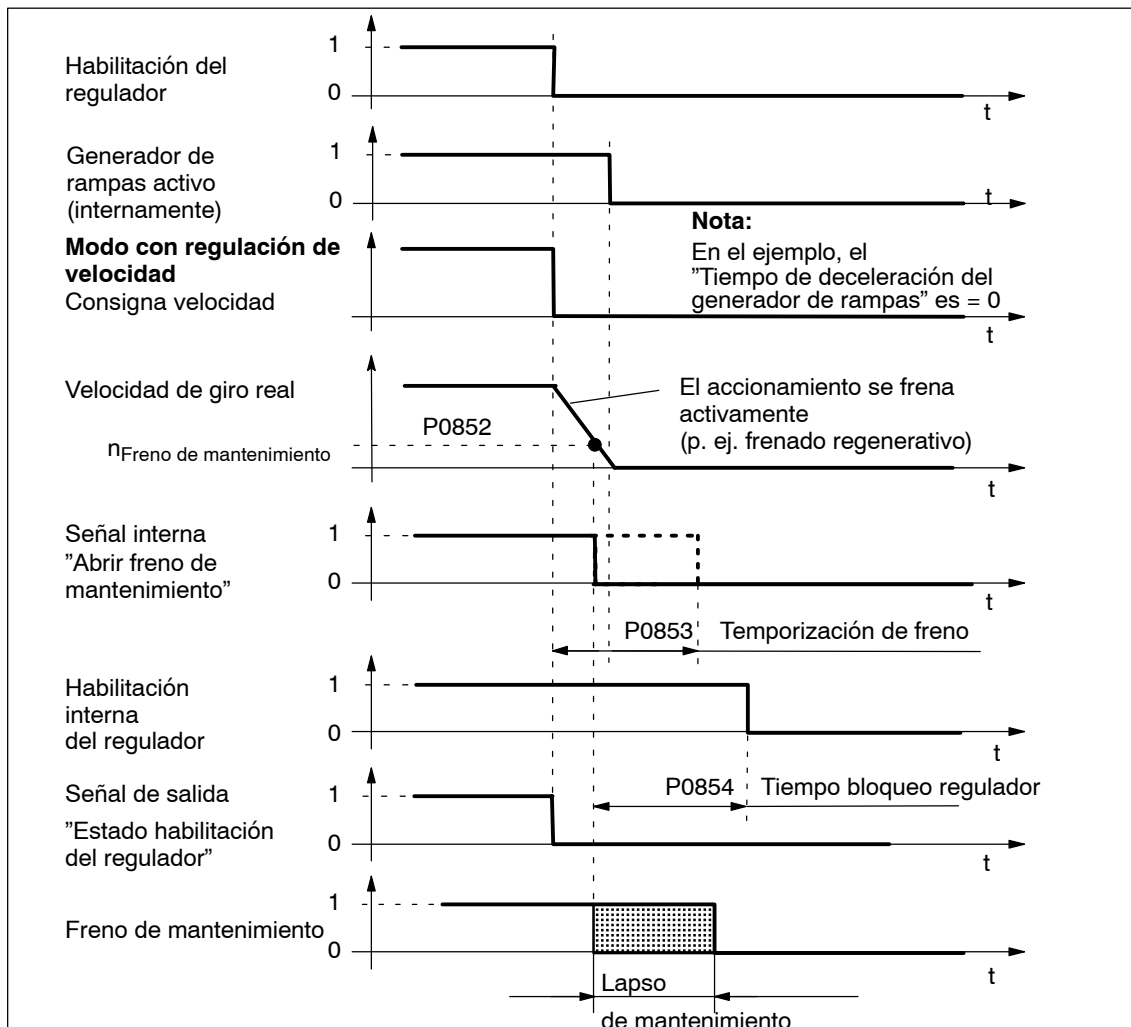 1
Habilitación del
regulador
0
t
Generador de
rampas activo
(internamente)
1
0
t
Nota:
En el ejemplo, el
”Tiempo de deceleración del
generador de rampas” es = 0
Modo con regulación de
velocidad
Consigna velocidad
t
Velocidad de giro real
El accionamiento se frena
activamente
(p. ej. frenado regenerativo)
P0852
nFreno de mantenimiento
t
Señal interna
”Abrir freno de
mantenimiento”
1
0
t
P0853 Temporización de freno
Habilitación
interna
del regulador
1
0
t
P0854 Tiempo bloqueo regulador
Señal de salida
”Estado habilitación
del regulador”
1
0
t
Freno de mantenimiento
1
0
t
Lapso
de mantenimiento